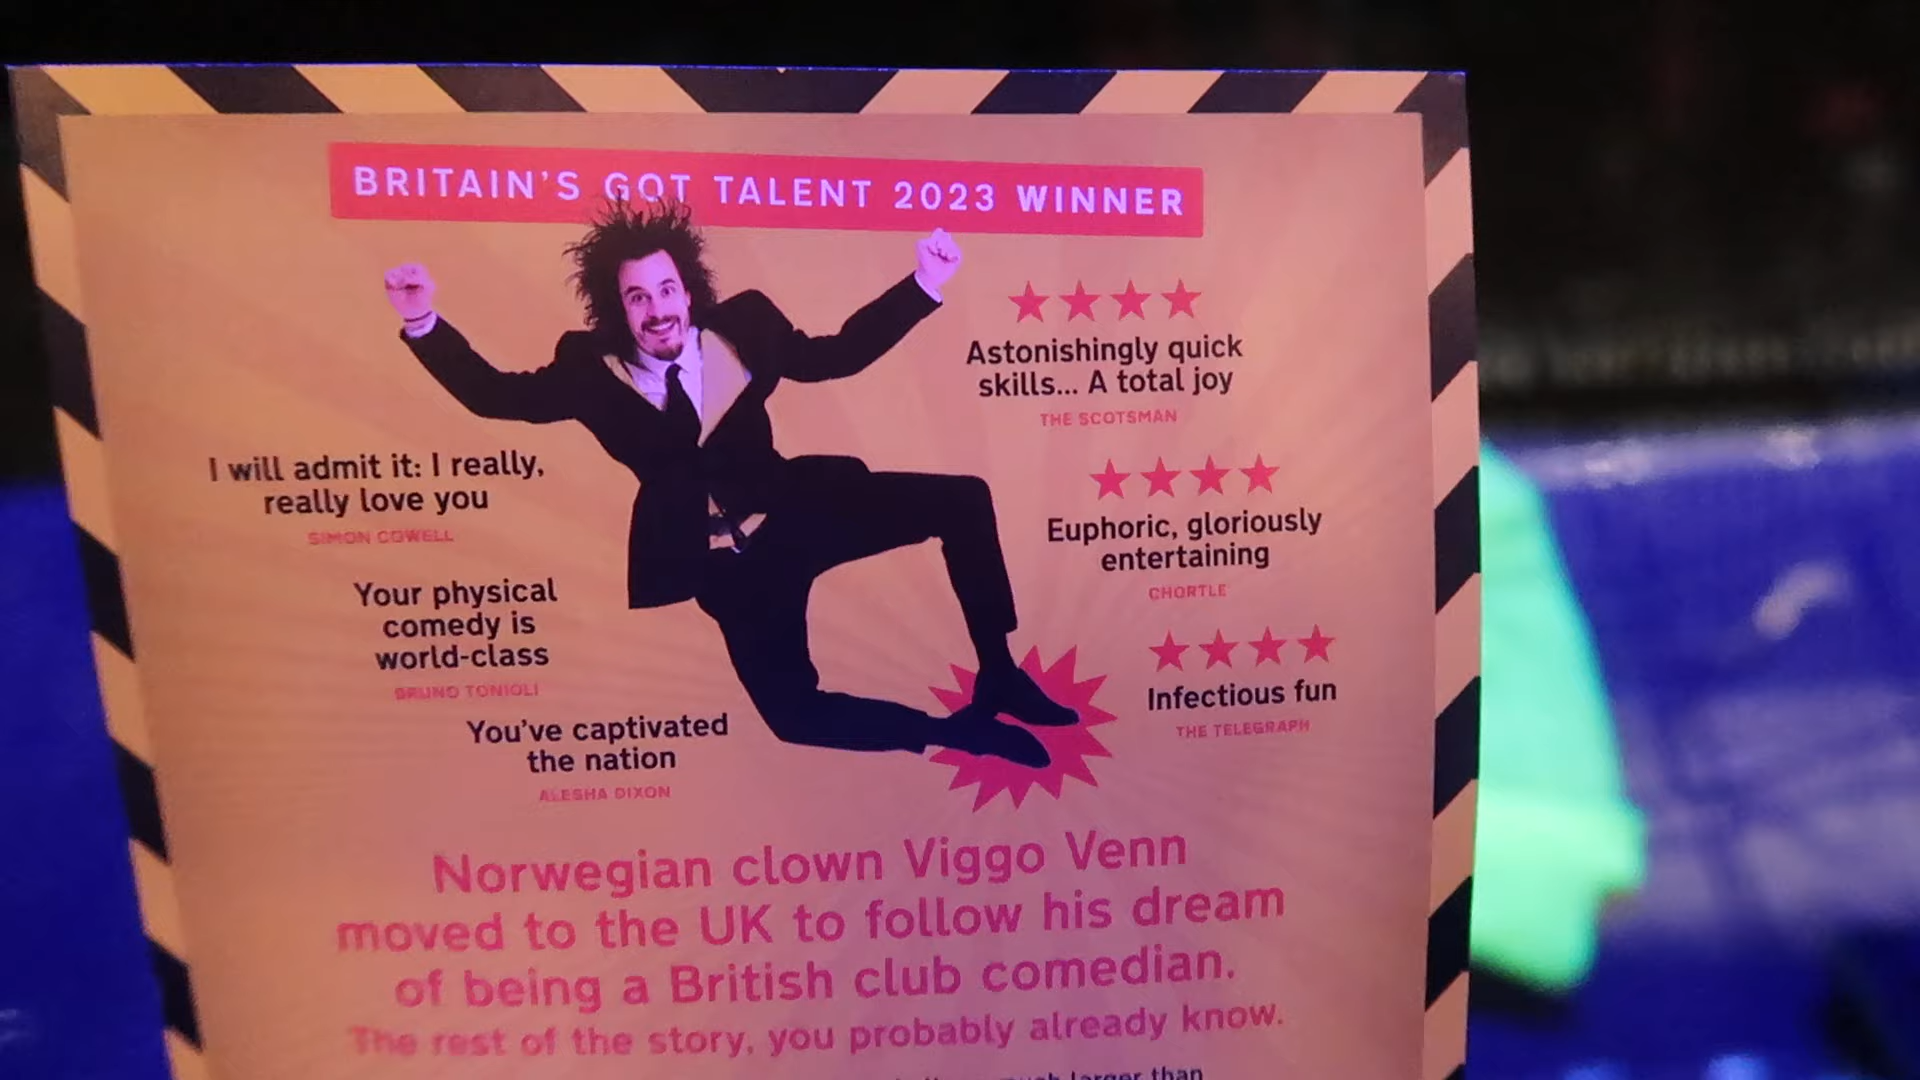 BRITAIN'S GOT TALENT 2023 WINNER
Astonishingly quick
skills... A total joy
THE SCOTSMAN
I will admit it: I really,
really love you
SIMON COWELL
Euphoric, gloriously
entertaining
CHORTLE
Your physical
comedy is
world-class
BRUNO TONIOLI
Infectious fun
THE TELEGRAPH
You've captivated
the nation
ALESHA DIXON
Norwegian clown Viggo Venn
moved to the UK to follow his dream
of being a British club comedian.
The rest of the story, you probably already know.
larger than